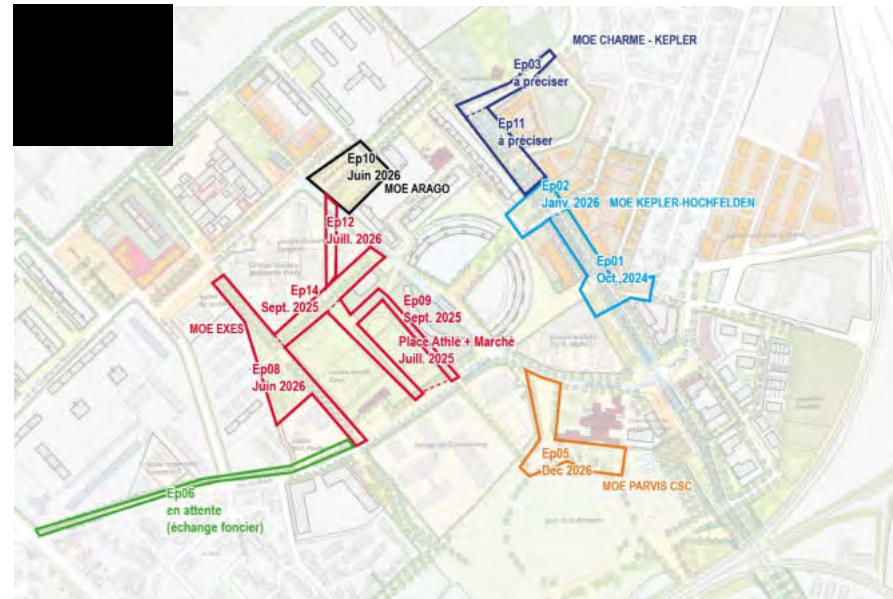 MOE CHARME - KEPLER
Ep03
à préciser
Ep11
à préciser
Ep10
Juin 2026
MOE ARAGO
Ep02
Janv. 2026
MOE KEPLER-HOCHFELDEN
Ep12
Juill. 2026
Ep01
Oct.,2024
Ep14
Sept. 2025
Ep09
Sept. 2025
MOE EXES
Place Athlé + Marché
Juill. 2025
Ep08
Juin 2026
Ep05
Déc 2026
MOE PARVIS CSC
Ep06
en attente
(échange foncier)